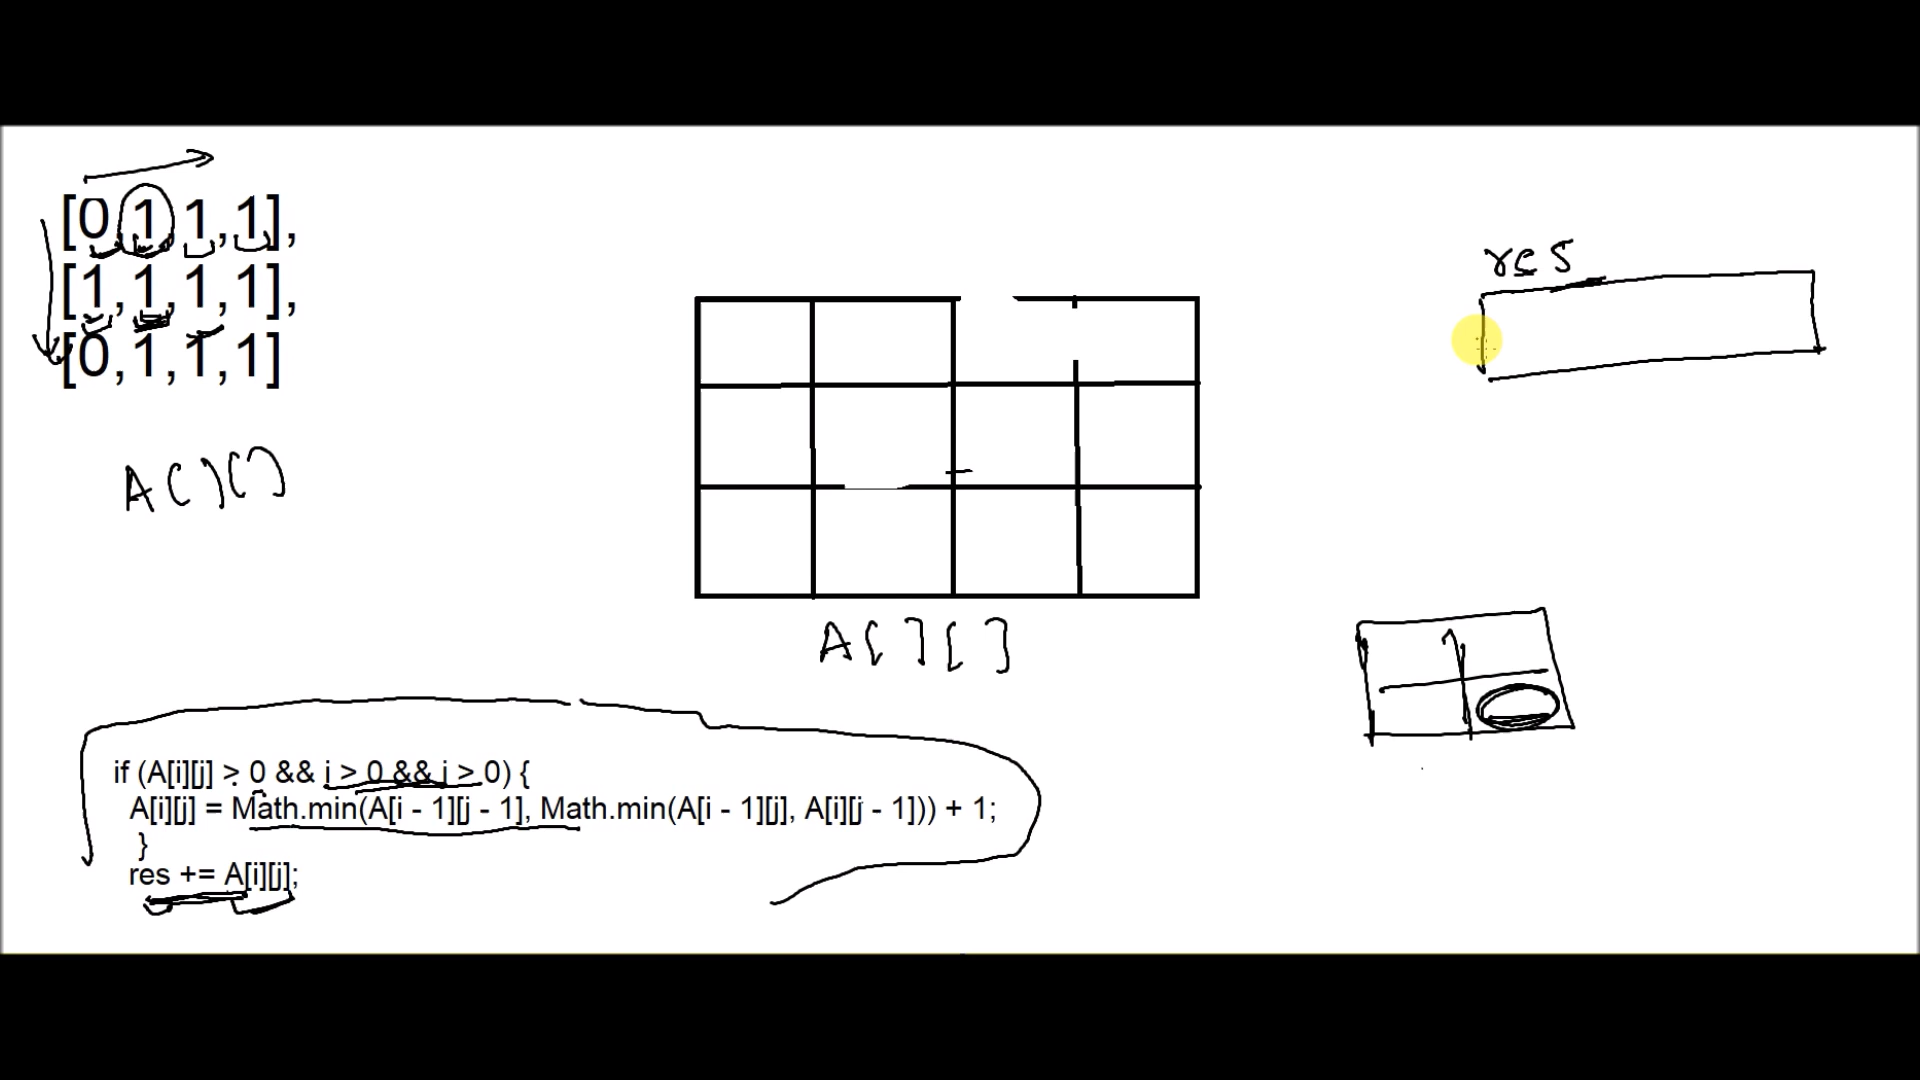 [0 1 1,1],
[1,1,1,1],
[0,1,1,1]
A[][]
res
A[][]
1
if (A[i][j] > 0 && i > 0 && j > 0) {
A[i][j] = Math.min(A[i - 1][j - 1], Math.min(A[i - 1][j], A[i][j - 1])) + 1;
}
res += A[i][j];